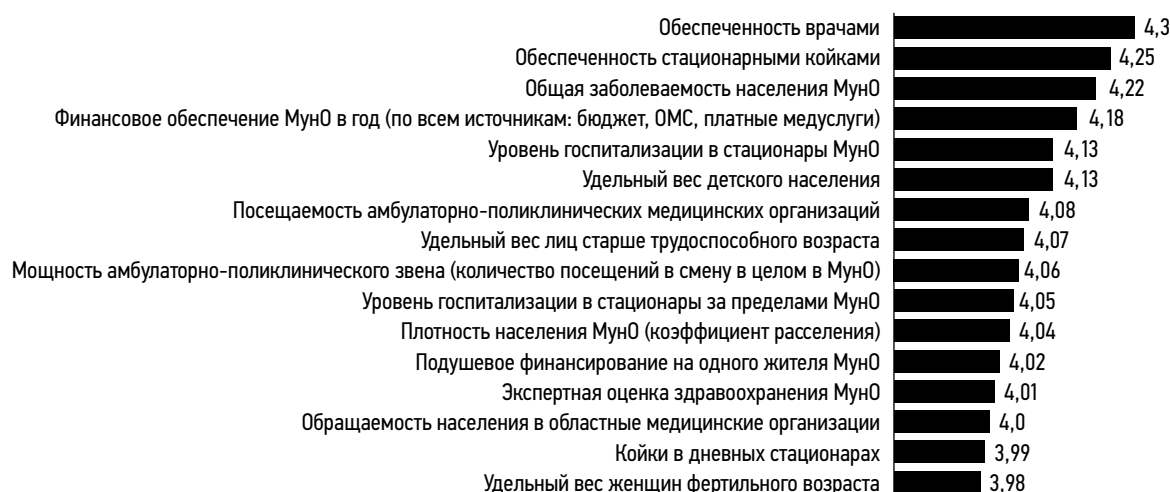 Обеспеченность врачами 4,3
Обеспеченность стационарными койками 4,25
Общая заболеваемость населения МунО 4,22
Финансовое обеспечение МунО в год (по всем источникам: бюджет, ОМС, платные медуслуги) 4,18
Уровень госпитализации в стационары МунО 4,13
Удельный вес детского населения 4,13
Посещаемость амбулаторно-поликлинических медицинских организаций 4,08
Удельный вес лиц старше трудоспособного возраста 4,07
Мощность амбулаторно-поликлинического звена (количество посещений в смену в целом в МунО) 4,06
Уровень госпитализации в стационары за пределами МунО 4,05
Плотность населения МунО (коэффициент расселения) 4,04
Подушевое финансирование на одного жителя МунО 4,02
Экспертная оценка здравоохранения МунО 4,01
Обращаемость населения в областные медицинские организации 4,0
Койки в дневных стационарах 3,99
Удельный вес женщин фертильного возраста 3,98